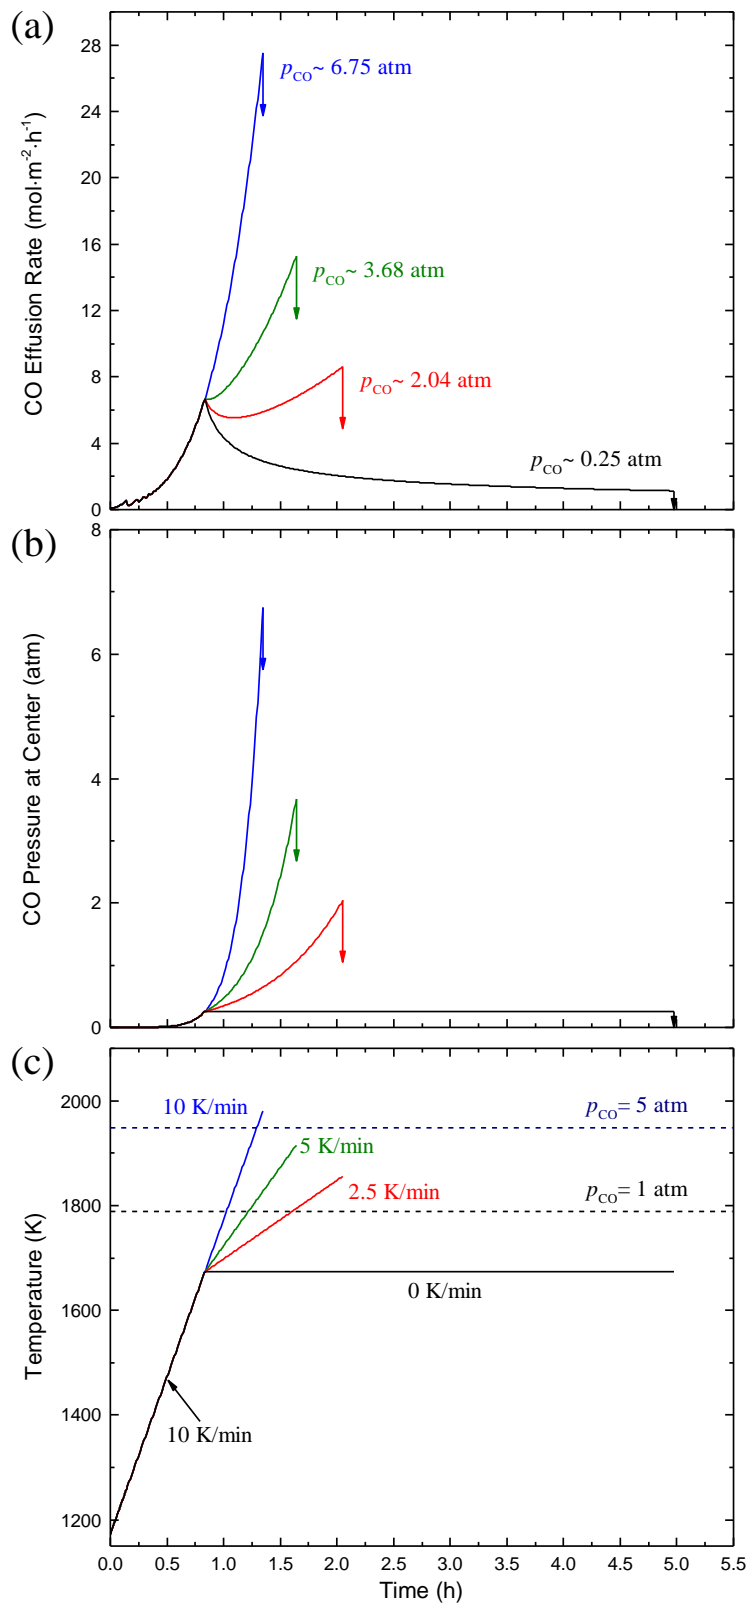 (a)
CO Effusion Rate (mol·m⁻²·h⁻¹)
28
24
20
16
12
8
4
0
pCO~ 6.75 atm
pCO~ 3.68 atm
pCO~ 2.04 atm
pCO~ 0.25 atm
(b)
CO Pressure at Center (atm)
8
6
4
2
0
(c)
Temperature (K)
2000
1800
1600
1400
1200
10 K/min
pCO= 5 atm
5 K/min
2.5 K/min
pCO= 1 atm
0 K/min
10 K/min
0.0 0.5 1.0 1.5 2.0 2.5 3.0 3.5 4.0 4.5 5.0 5.5
Time (h)